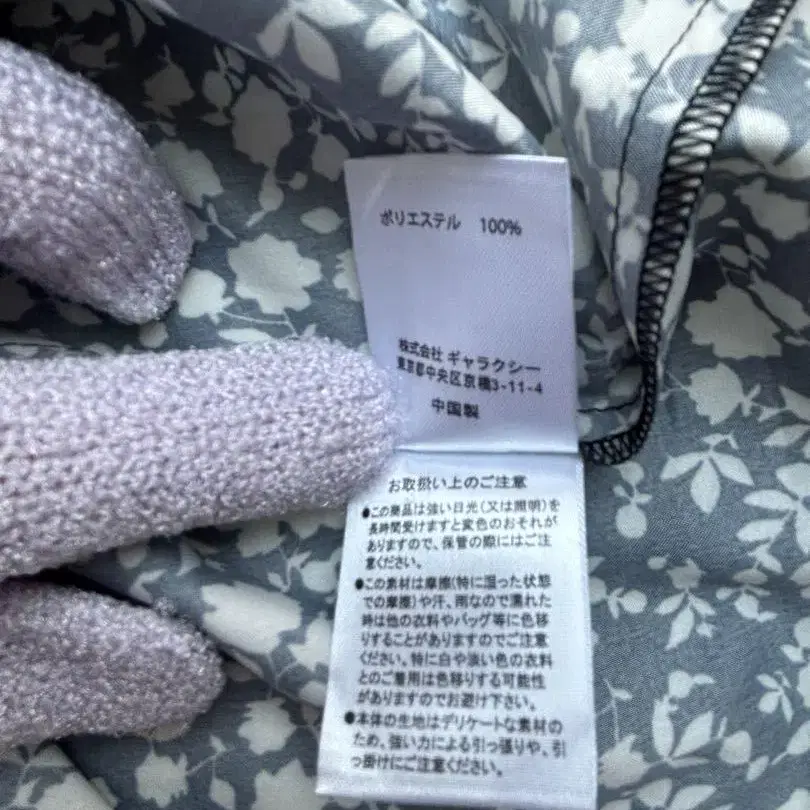 ポリエステル 100%
株式会社 ギャラクシー
東京都中央区京橋3-11-4
中国製
お取扱い上のご注意
●この商品は強い日光(又は照明)を
長時間受けますと変色のおそれが
ありますので、保管の際にはご注
意ください。
●この素材は摩擦(特に湿った状態
での摩擦)や汗、雨なので濡れた
時は他の衣料やバッグ等に色移
りすることがありますのでご注意
ください。特に白や淡い色の衣料
とのご着用は色移りする可能性
がありますのでお避け下さい。
●本体の生地はデリケートな素材の
ため、強い力による引っ張りや、引
っ掛けにご注意ください。